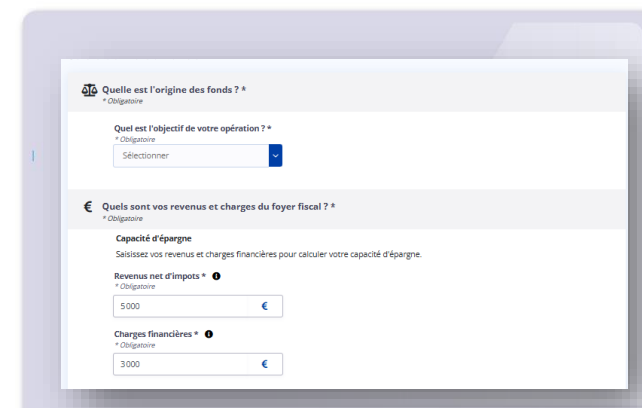 Quelle est l'origine des fonds ? *
* Obligatoire
Quel est l'objectif de votre opération ? *
* Obligatoire
Sélectionner
€ Quels sont vos revenus et charges du foyer fiscal ? *
* Obligatoire
Capacité d'épargne
Saisissez vos revenus et charges financières pour calculer votre capacité d'épargne.
Revenus net d'impots *
* Obligatoire
5000 €
Charges financières *
* Obligatoire
3000 €